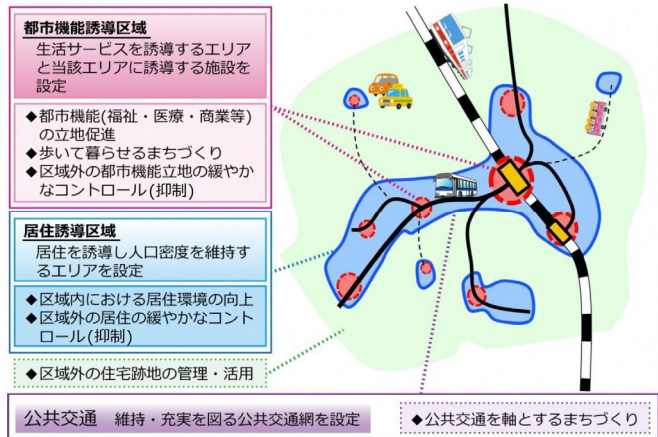 都市機能誘導区域
生活サービスを誘導するエリア
と当該エリアに誘導する施設を
設定
◆都市機能(福祉・医療・商業等)
の立地促進
◆歩いて暮らせるまちづくり
◆区域外の都市機能立地の緩やか
なコントロール(抑制)
居住誘導区域
居住を誘導し人口密度を維持す
るエリアを設定
◆区域内における居住環境の向上
◆区域外の居住の緩やかなコント
ロール(抑制)
◆区域外の住宅跡地の管理・活用
公共交通 維持・充実を図る公共交通網を設定
◆公共交通を軸とするまちづくり